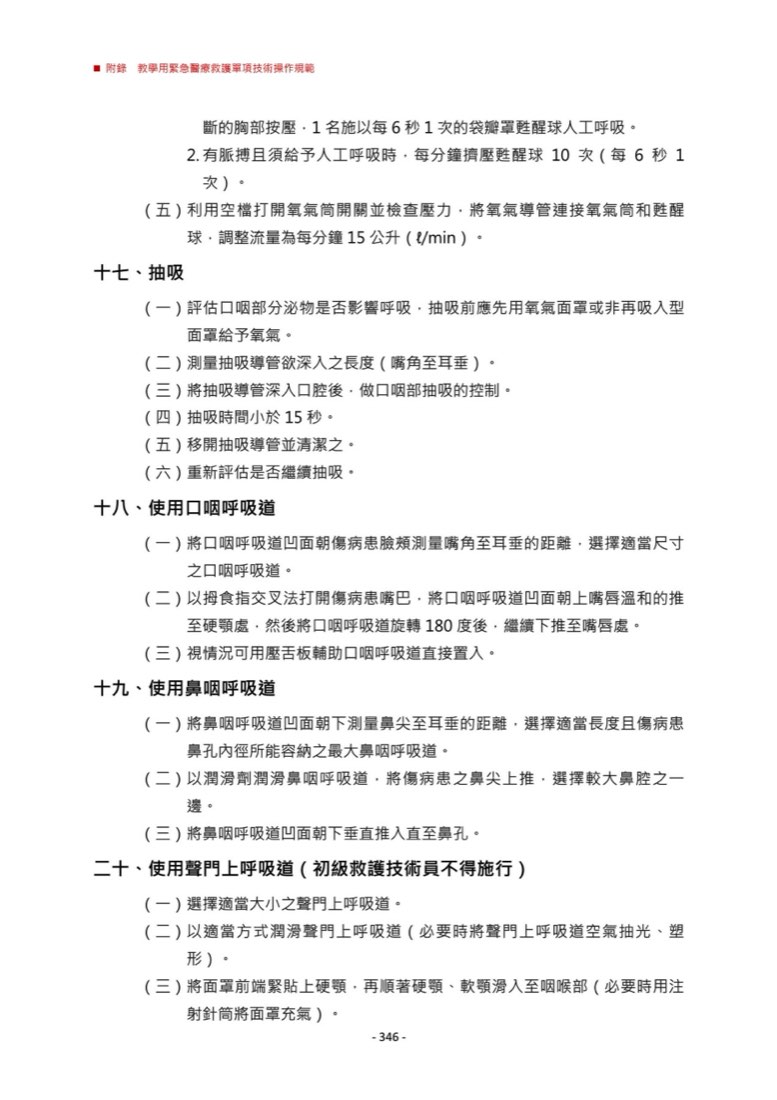 ■ 附錄 教學用緊急醫療救護單項技術操作規範
斷的胸部按壓，1 名施以每 6 秒 1 次的袋瓣罩甦醒球人工呼吸。
2. 有脈搏且須給予人工呼吸時，每分鐘擠壓甦醒球 10 次（每 6 秒 1
次）。
（五）利用空檔打開氧氣筒開關並檢查壓力，將氧氣導管連接氧氣筒和甦醒
球，調整流量為每分鐘 15 公升（ℓ/min）。
十七、抽吸
（一）評估口咽部分泌物是否影響呼吸，抽吸前應先用氧氣面罩或非再吸入型
面罩給予氧氣。
（二）測量抽吸導管欲深入之長度（嘴角至耳垂）。
（三）將抽吸導管深入口腔後，做口咽部抽吸的控制。
（四）抽吸時間小於 15 秒。
（五）移開抽吸導管並清潔之。
（六）重新評估是否繼續抽吸。
十八、使用口咽呼吸道
（一）將口咽呼吸道凹面朝傷病患臉頰測量嘴角至耳垂的距離，選擇適當尺寸
之口咽呼吸道。
（二）以拇食指交叉法打開傷病患嘴巴，將口咽呼吸道凹面朝上嘴唇溫和的推
至硬顎處，然後將口咽呼吸道旋轉 180 度後，繼續下推至嘴唇處。
（三）視情況可用壓舌板輔助口咽呼吸道直接置入。
十九、使用鼻咽呼吸道
（一）將鼻咽呼吸道凹面朝下測量鼻尖至耳垂的距離，選擇適當長度且傷病患
鼻孔內徑所能容納之最大鼻咽呼吸道。
（二）以潤滑劑潤滑鼻咽呼吸道，將傷病患之鼻尖上推，選擇較大鼻腔之一
邊。
（三）將鼻咽呼吸道凹面朝下垂直推入直至鼻孔。
二十、使用聲門上呼吸道（初級救護技術員不得施行）
（一）選擇適當大小之聲門上呼吸道。
（二）以適當方式潤滑聲門上呼吸道（必要時將聲門上呼吸道空氣抽光、塑
形）。
（三）將面罩前端緊貼上硬顎，再順著硬顎、軟顎滑入至咽喉部（必要時用注
射針筒將面罩充氣）。
- 346 -